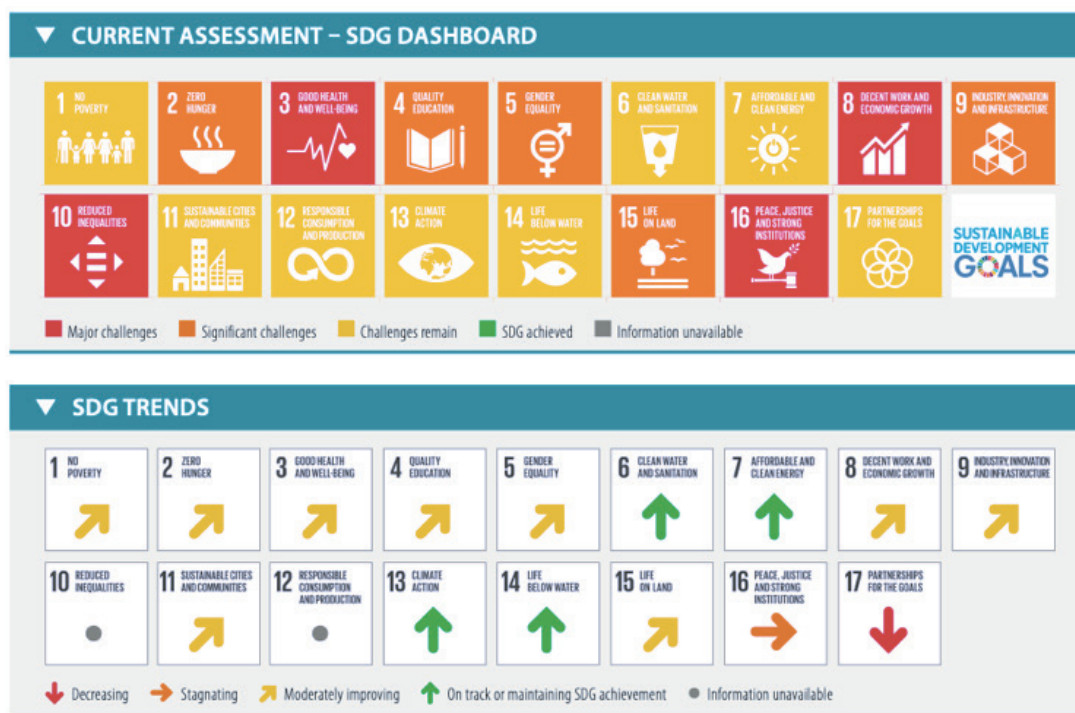 ▼ CURRENT ASSESSMENT – SDG DASHBOARD
1 NO POVERTY
2 ZERO HUNGER
3 GOOD HEALTH AND WELL-BEING
4 QUALITY EDUCATION
5 GENDER EQUALITY
6 CLEAN WATER AND SANITATION
7 AFFORDABLE AND CLEAN ENERGY
8 DECENT WORK AND ECONOMIC GROWTH
9 INDUSTRY, INNOVATION AND INFRASTRUCTURE
10 REDUCED INEQUALITIES
11 SUSTAINABLE CITIES AND COMMUNITIES
12 RESPONSIBLE CONSUMPTION AND PRODUCTION
13 CLIMATE ACTION
14 LIFE BELOW WATER
15 LIFE ON LAND
16 PEACE, JUSTICE AND STRONG INSTITUTIONS
17 PARTNERSHIPS FOR THE GOALS
SUSTAINABLE
DEVELOPMENT
GOALS
Major challenges Significant challenges Challenges remain SDG achieved Information unavailable
▼ SDG TRENDS
1 NO POVERTY
2 ZERO HUNGER
3 GOOD HEALTH AND WELL-BEING
4 QUALITY EDUCATION
5 GENDER EQUALITY
6 CLEAN WATER AND SANITATION
7 AFFORDABLE AND CLEAN ENERGY
8 DECENT WORK AND ECONOMIC GROWTH
9 INDUSTRY, INNOVATION AND INFRASTRUCTURE
10 REDUCED INEQUALITIES
11 SUSTAINABLE CITIES AND COMMUNITIES
12 RESPONSIBLE CONSUMPTION AND PRODUCTION
13 CLIMATE ACTION
14 LIFE BELOW WATER
15 LIFE ON LAND
16 PEACE, JUSTICE AND STRONG INSTITUTIONS
17 PARTNERSHIPS FOR THE GOALS
Decreasing Stagnating Moderately improving On track or maintaining SDG achievement Information unavailable